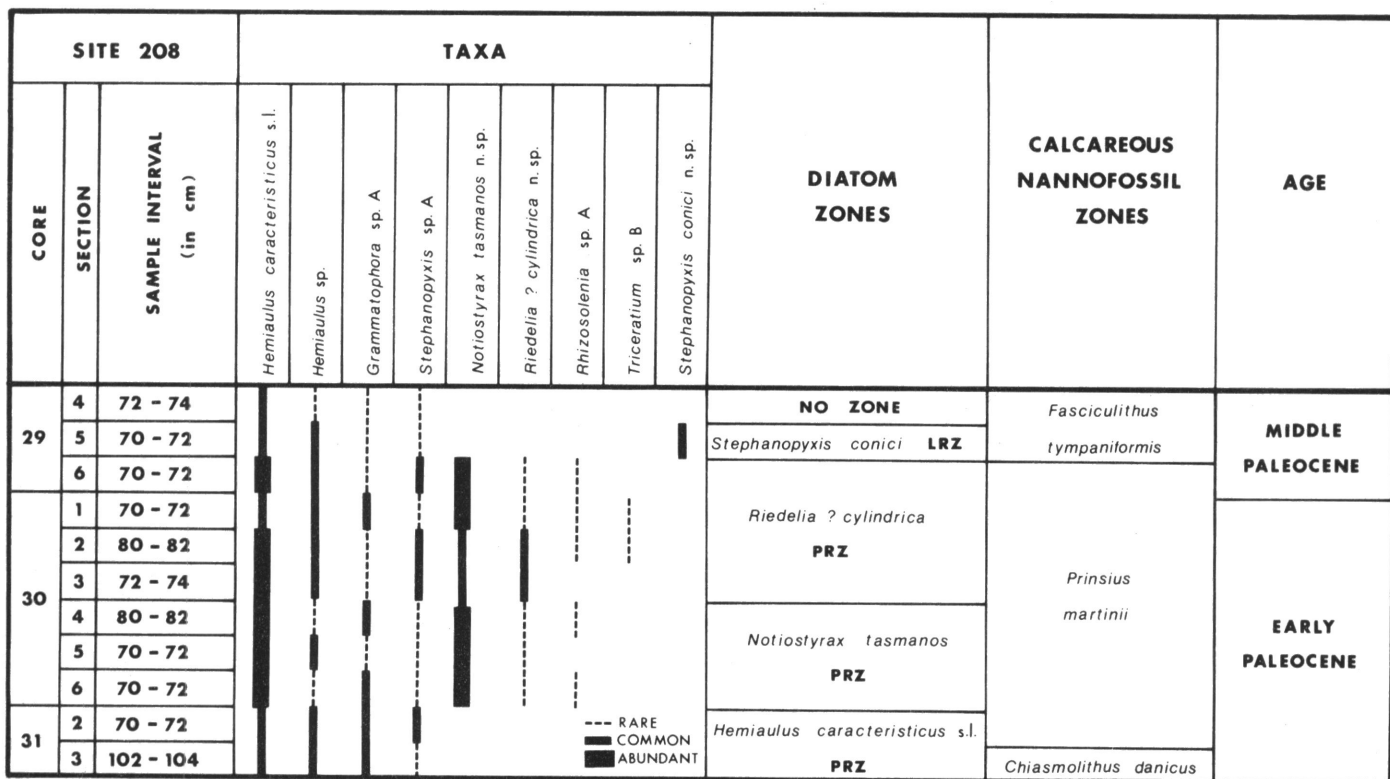 SITE 208
TAXA
CORE
SECTION
SAMPLE INTERVAL
(in cm)
Hemiaulus caracteristicus s.l.
Hemiaulus sp.
Grammatophora sp. A
Stephanopyxis sp. A
Notiostyrax tasmanos n. sp.
Riedelia ? cylindrica n. sp.
Rhizosolenia sp. A
Triceratium sp. B
Stephanopyxis conici n. sp.
DIATOM
ZONES
CALCAREOUS
NANNOFOSSIL
ZONES
AGE
29
4 72 - 74
5 70 - 72
6 70 - 72
30
1 70 - 72
2 80 - 82
3 72 - 74
4 80 - 82
5 70 - 72
6 70 - 72
31
2 70 - 72
3 102 - 104
RARE
COMMON
ABUNDANT
NO ZONE
Stephanopyxis conici LRZ
Riedelia ? cylindrica
PRZ
Notiostyrax tasmanos
PRZ
Hemiaulus caracteristicus s.l.
PRZ
Fasciculithus
tympaniformis
Prinsius
martinii
Chiasmolithus danicus
MIDDLE
PALEOCENE
EARLY
PALEOCENE